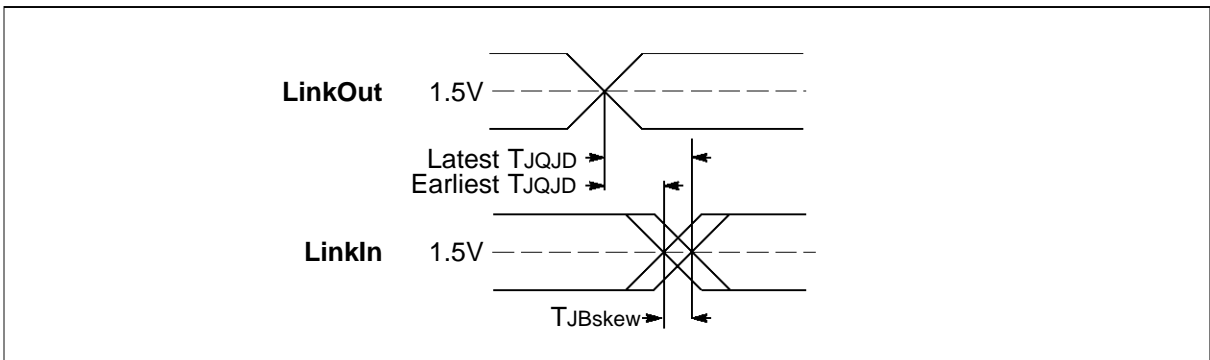 LinkOut 1.5V
Latest TJQJD
Earliest TJQJD
LinkIn 1.5V
TJBskew